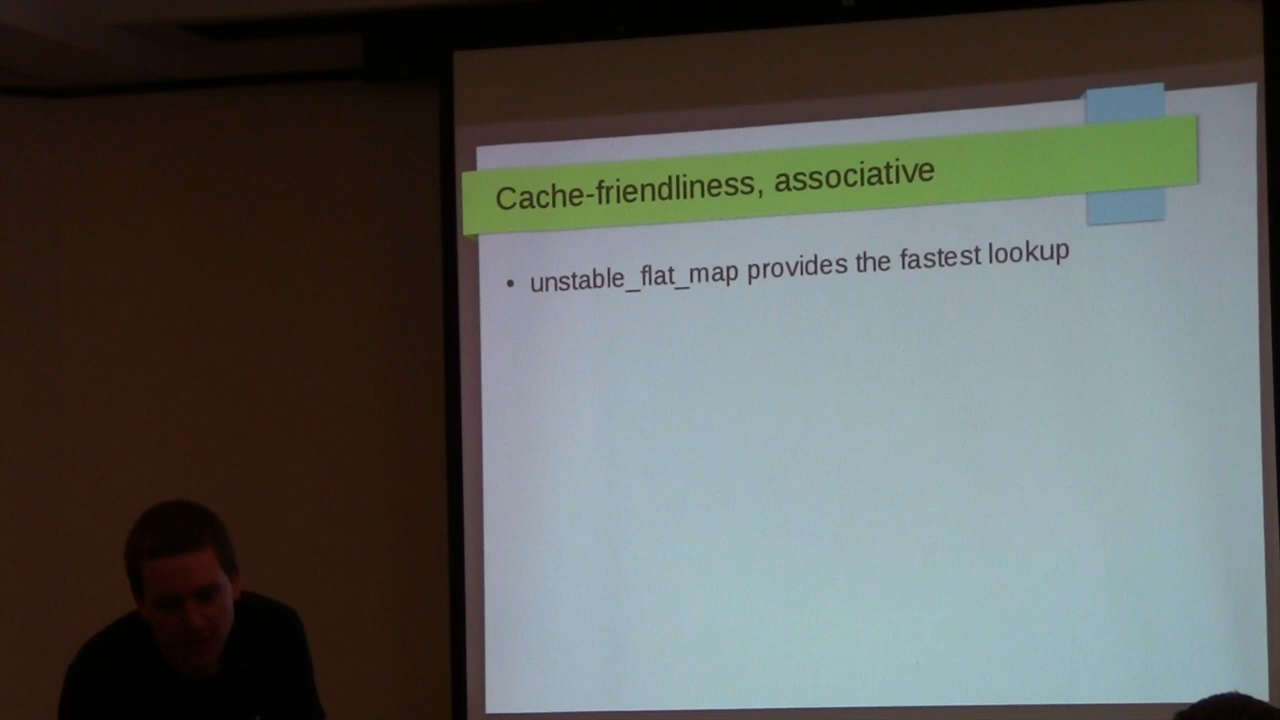 Cache-friendliness, associative
• unstable_flat_map provides the fastest lookup